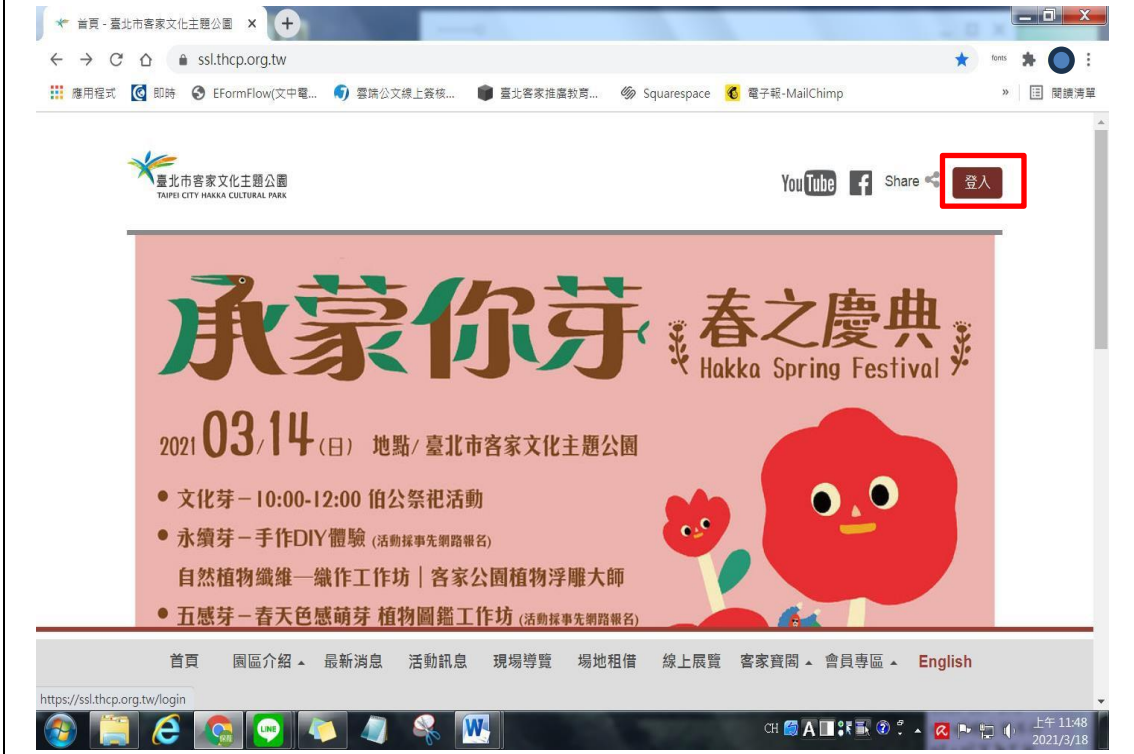 首頁 - 臺北市客家文化主題公園
ssl.thcp.org.tw
fonts
應用程式 即時 EFormFlow(文中電... 雲端公文線上簽核... 臺北客家推廣教育... Squarespace 電子報-MailChimp » 閱讀清單
臺北市客家文化主題公園
TAIPEI CITY HAKKA CULTURAL PARK
YouTube Share 登入
承蒙你芽 春之慶典
Hakka Spring Festival
2021 03/14 (日) 地點/ 臺北市客家文化主題公園
• 文化芽－10:00-12:00 伯公祭祀活動
• 永續芽－手作DIY體驗 (活動採事先網路報名)
自然植物纖維—織作工作坊｜客家公園植物浮雕大師
• 五感芽－春天色感萌芽 植物圖鑑工作坊 (活動採事先網路報名)
首頁 園區介紹 最新消息 活動訊息 現場導覽 場地租借 線上展覽 客家寶閣 會員專區 English
https://ssl.thcp.org.tw/login
LINE
CH A 上午 11:48
2021/3/18